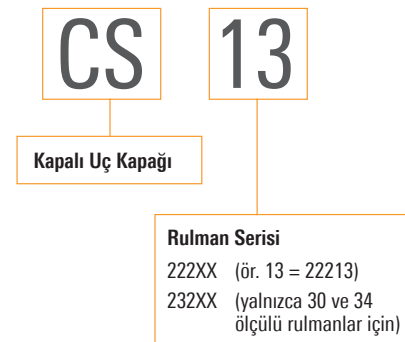 CS 13
Kapalı Uç Kapağı
Rulman Serisi
222XX (ör. 13 = 22213)
232XX (yalnızca 30 ve 34
ölçülü rulmanlar için)